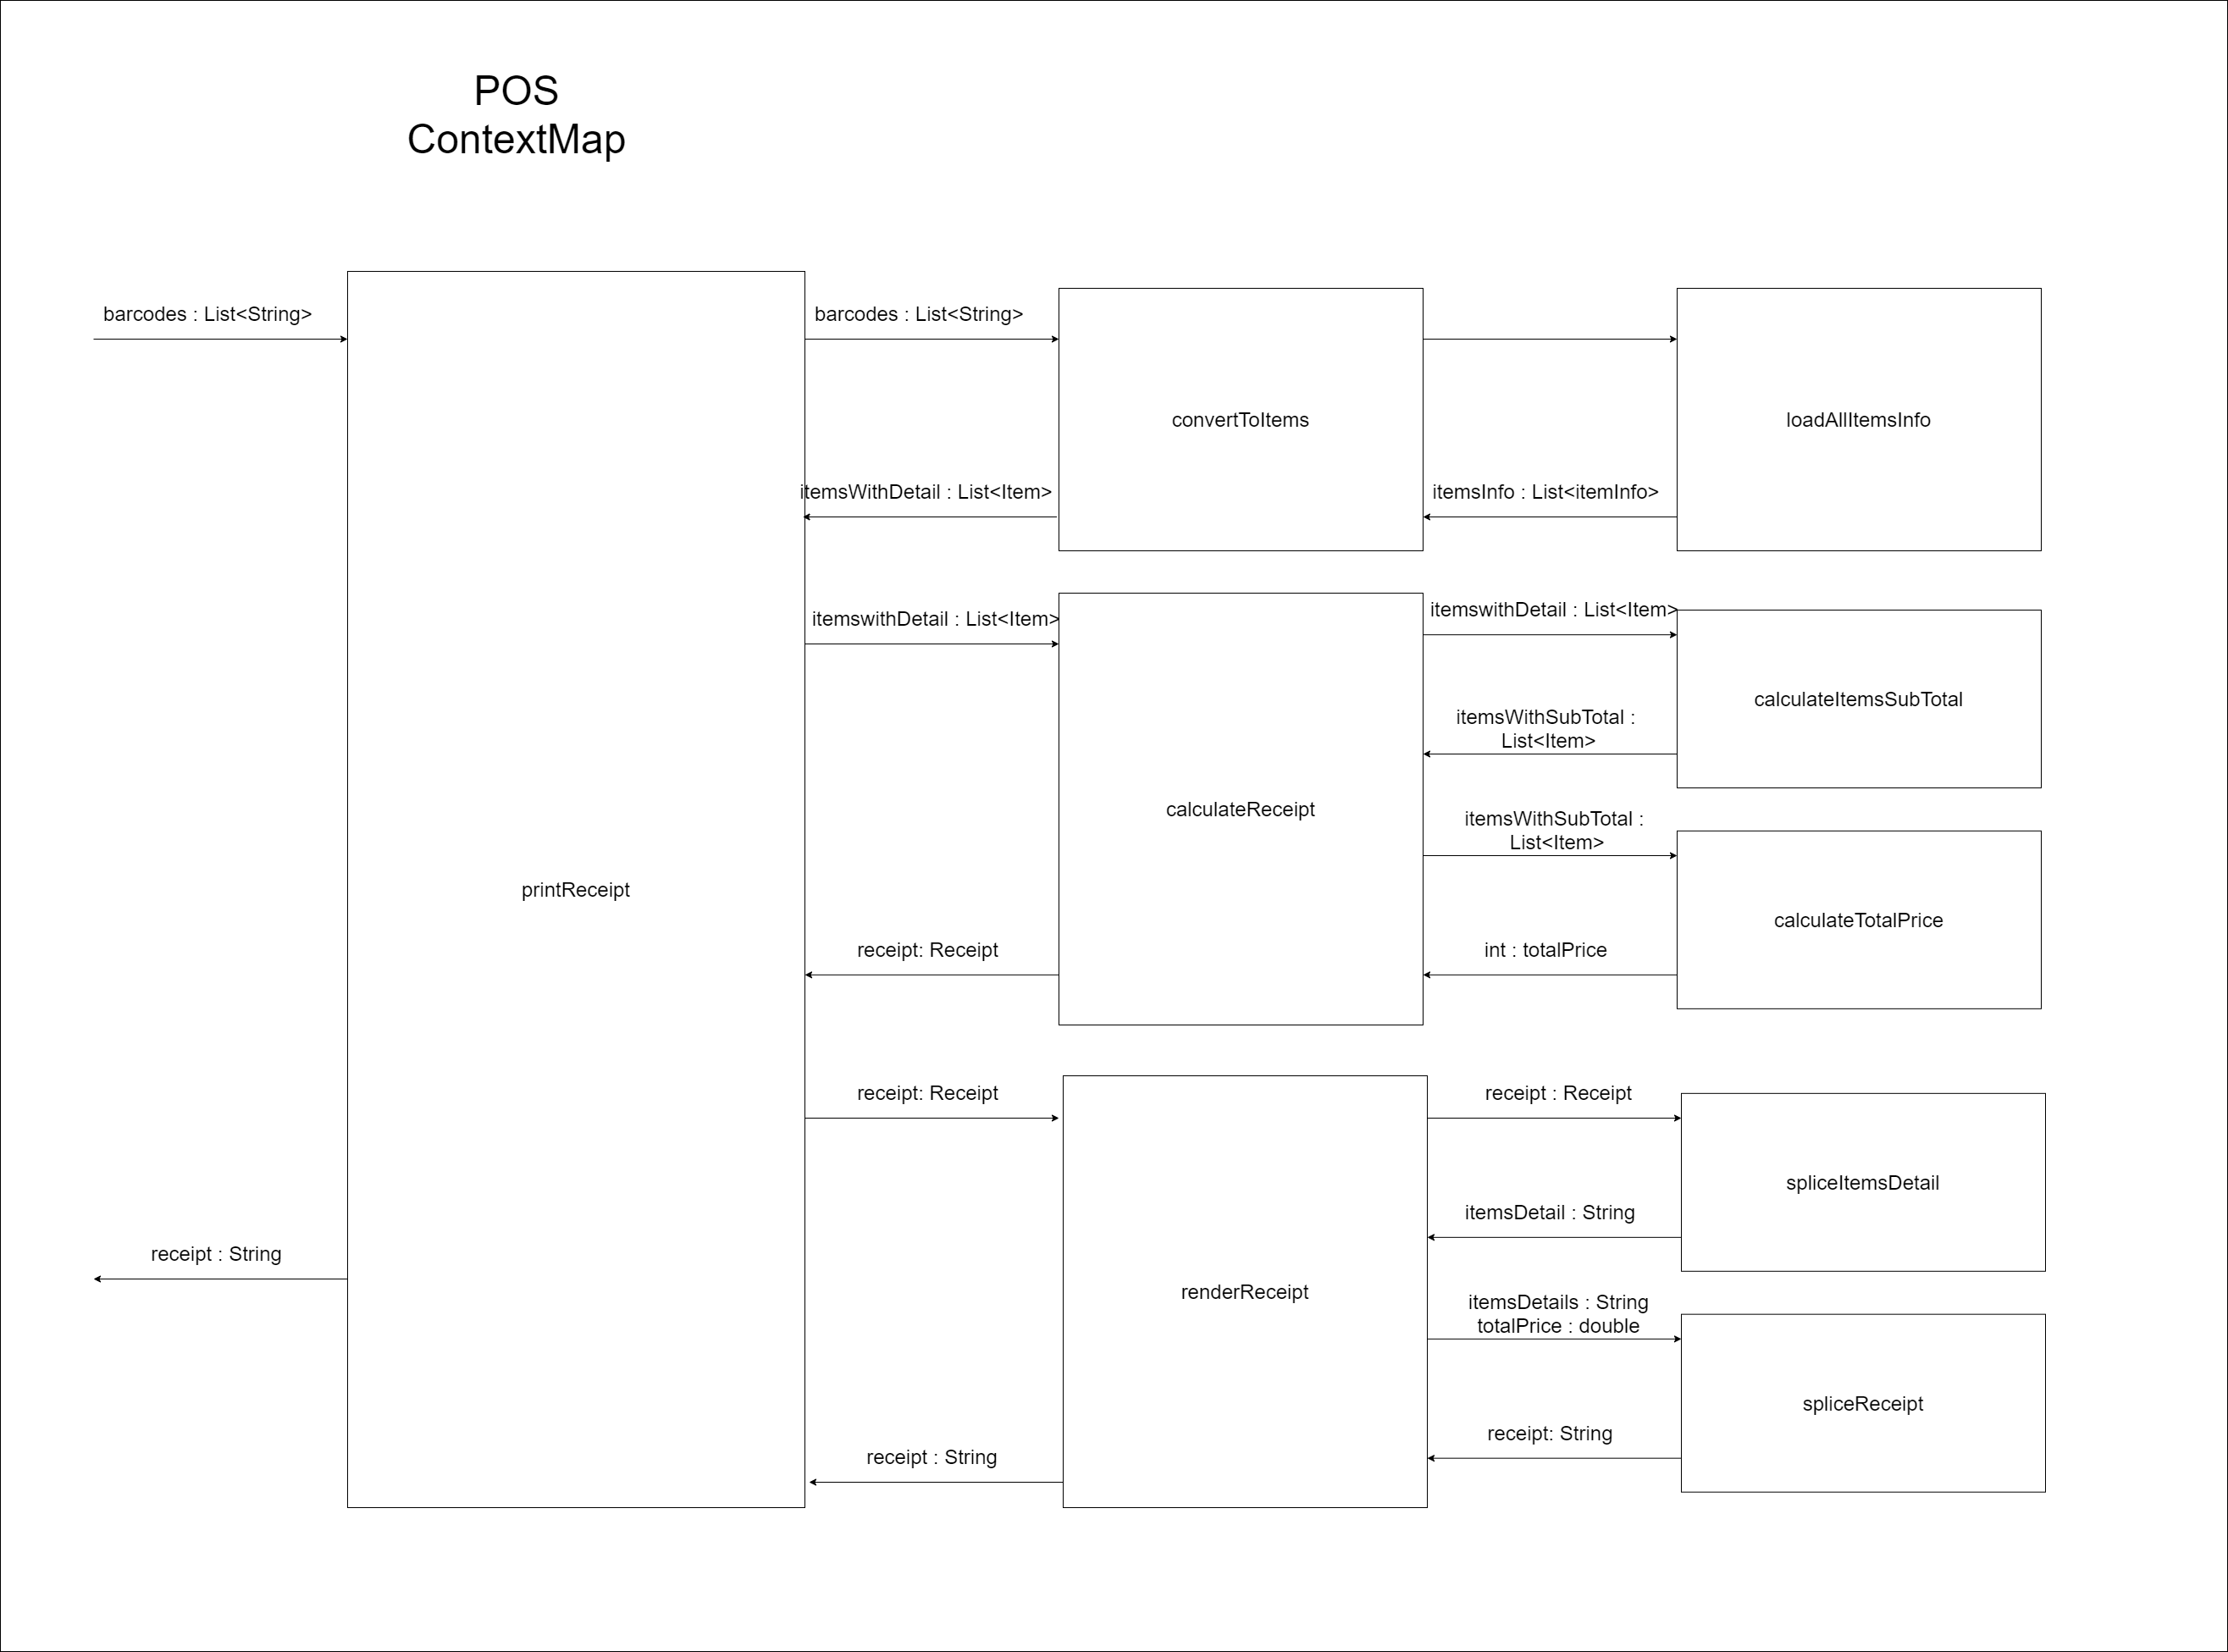 POS
ContextMap
barcodes : List<String>
barcodes : List<String>
convertToItems
loadAllItemsInfo
itemsWithDetail : List<Item>
itemsInfo : List<itemInfo>
itemswithDetail : List<Item>
itemswithDetail : List<Item>
calculateItemsSubTotal
itemsWithSubTotal :
List<Item>
calculateReceipt
itemsWithSubTotal :
List<Item>
printReceipt
calculateTotalPrice
receipt: Receipt
int : totalPrice
receipt: Receipt
receipt : Receipt
spliceItemsDetail
itemsDetail : String
receipt : String
renderReceipt
itemsDetails : String
totalPrice : double
spliceReceipt
receipt: String
receipt : String